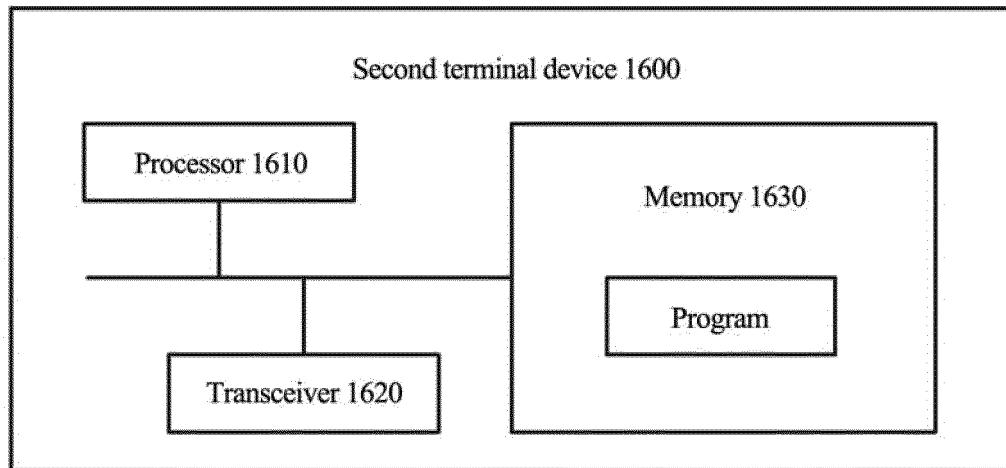 Second terminal device 1600
Processor 1610
Memory 1630
Program
Transceiver 1620